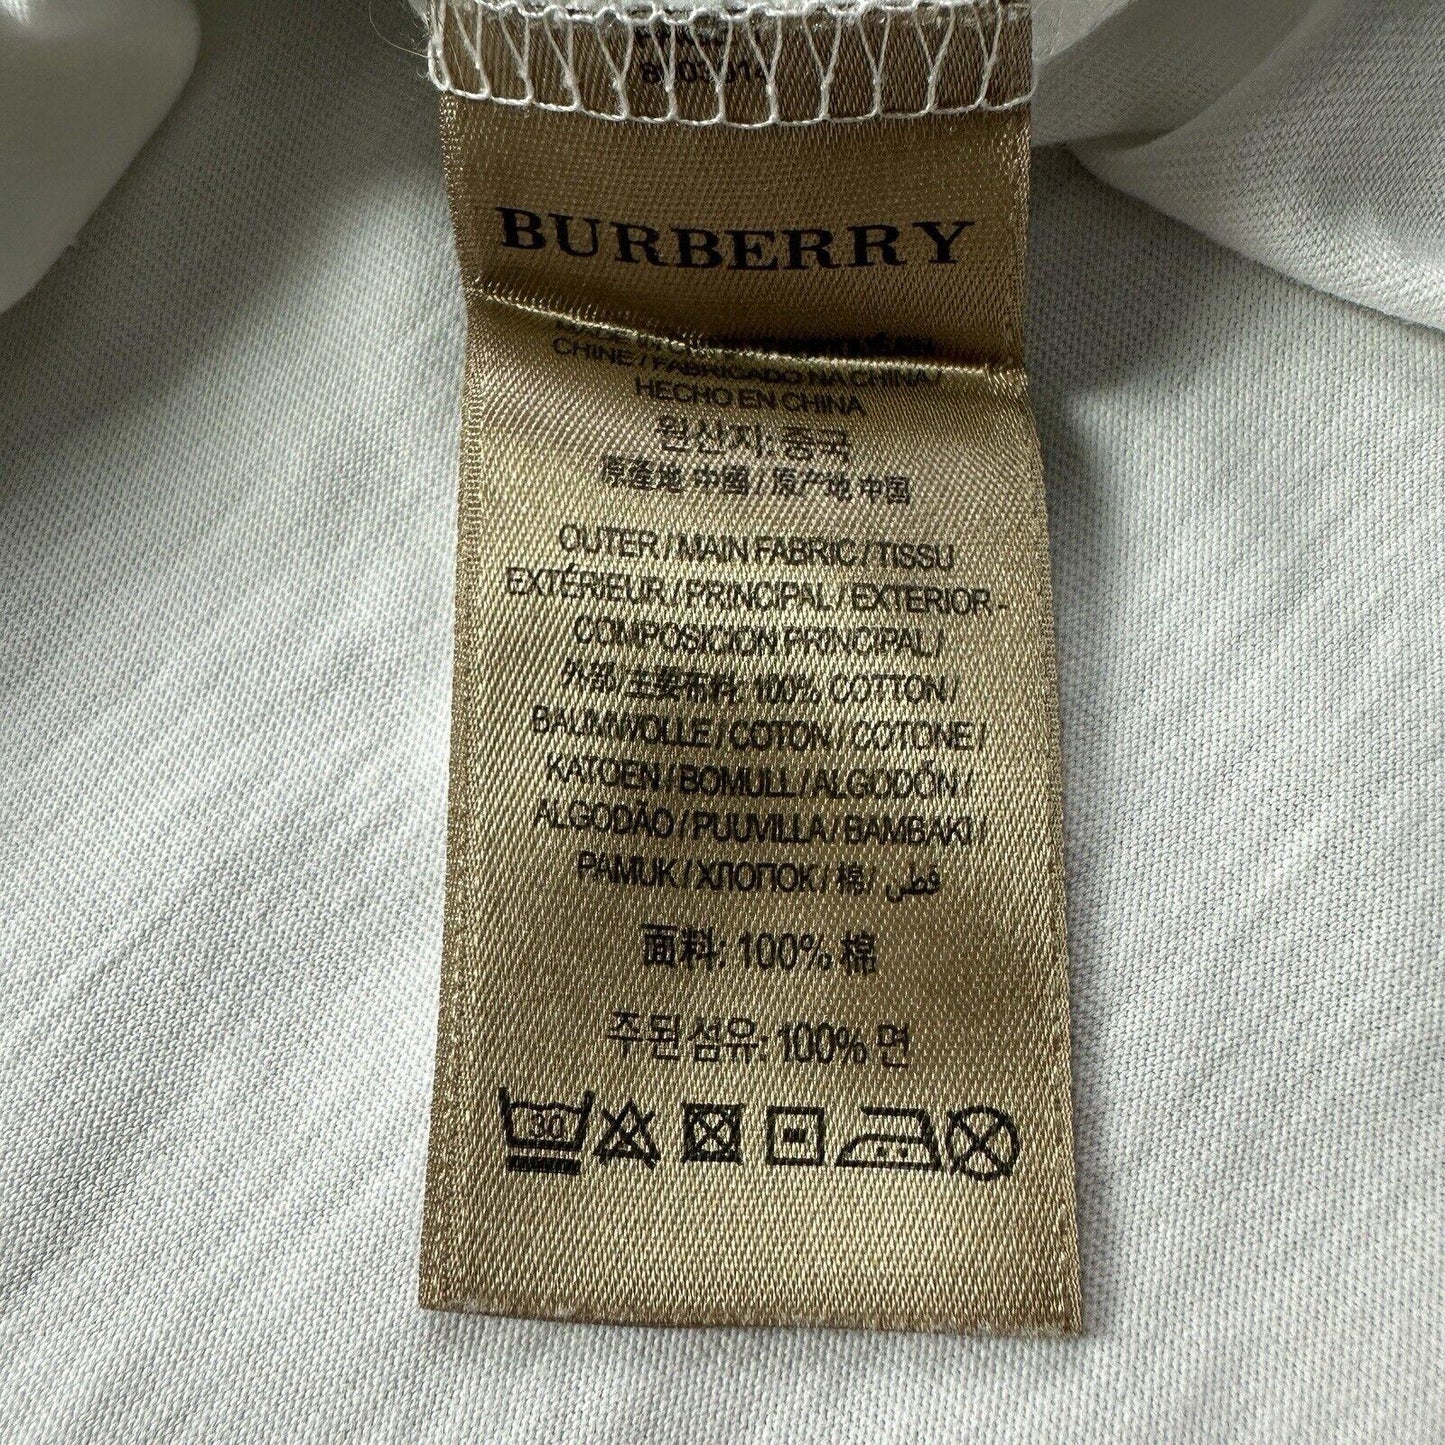 BURBERRY
CHINE / FABRICADO NA CHINA /
HECHO EN CHINA
원산지: 중국
原産地 中國 / 原产地 中国
OUTER / MAIN FABRIC / TISSU
EXTÉRIEUR / PRINCIPAL / EXTERIOR -
COMPOSICION PRINCIPAL /
外部/主要布料: 100% COTTON /
BAUMWOLLE / COTON / COTONE /
KATOEN / BOMULL / ALGODÓN /
ALGODÃO / PUUVILLA / BAMBAKI /
PAMUK / ХЛОПОК / 棉 / قطن
面料: 100% 棉
주된섬유: 100% 면
30